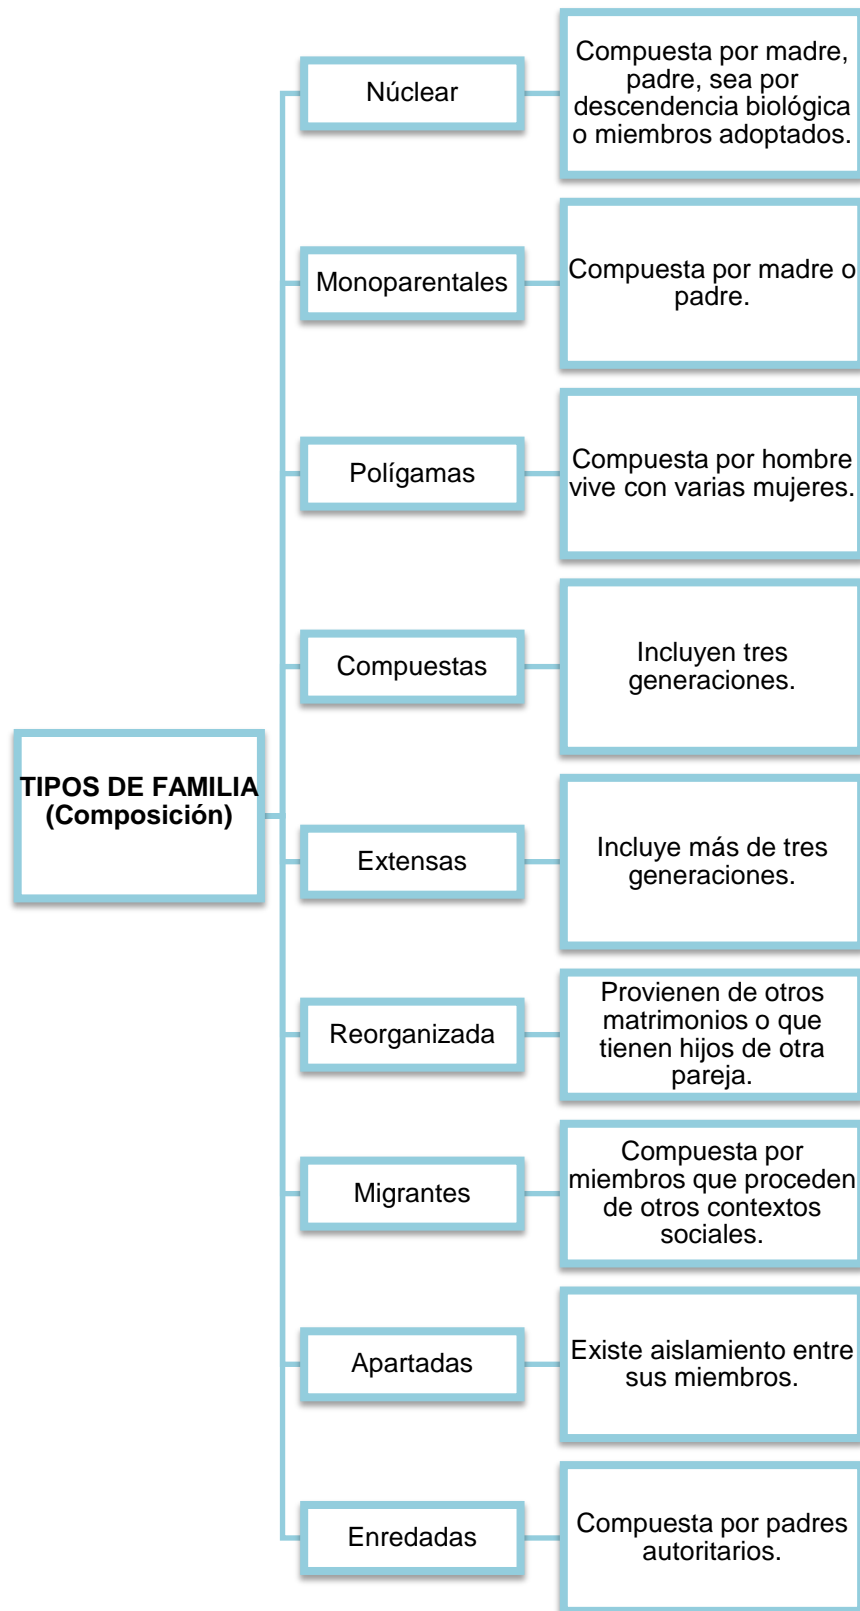 TIPOS DE FAMILIA
(Composición)
Núclear
Compuesta por madre,
padre, sea por
descendencia biológica
o miembros adoptados.
Monoparentales
Compuesta por madre o
padre.
Polígamas
Compuesta por hombre
vive con varias mujeres.
Compuestas
Incluyen tres
generaciones.
Extensas
Incluye más de tres
generaciones.
Reorganizada
Provienen de otros
matrimonios o que
tienen hijos de otra
pareja.
Migrantes
Compuesta por
miembros que proceden
de otros contextos
sociales.
Apartadas
Existe aislamiento entre
sus miembros.
Enredadas
Compuesta por padres
autoritarios.